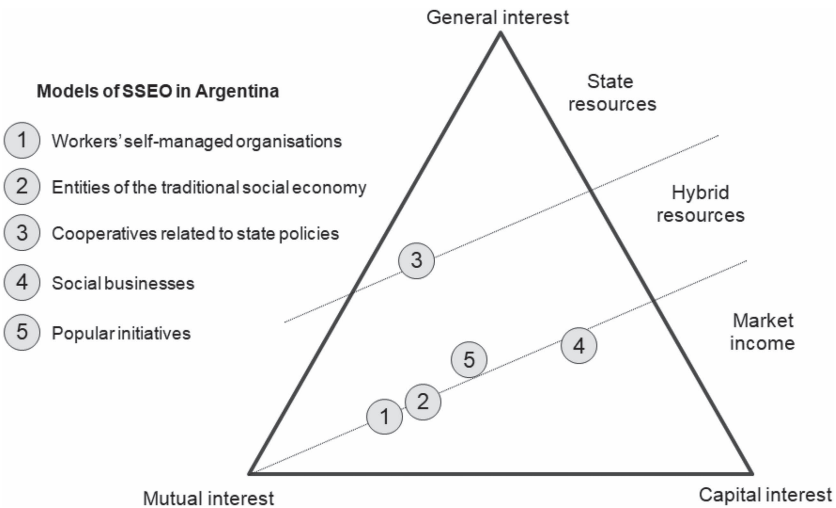 General interest
State
resources
Models of SSEO in Argentina
1 Workers' self-managed organisations
2 Entities of the traditional social economy
3 Cooperatives related to state policies
4 Social businesses
5 Popular initiatives
Hybrid
resources
3
Market
income
4
5
2
1
Mutual interest
Capital interest